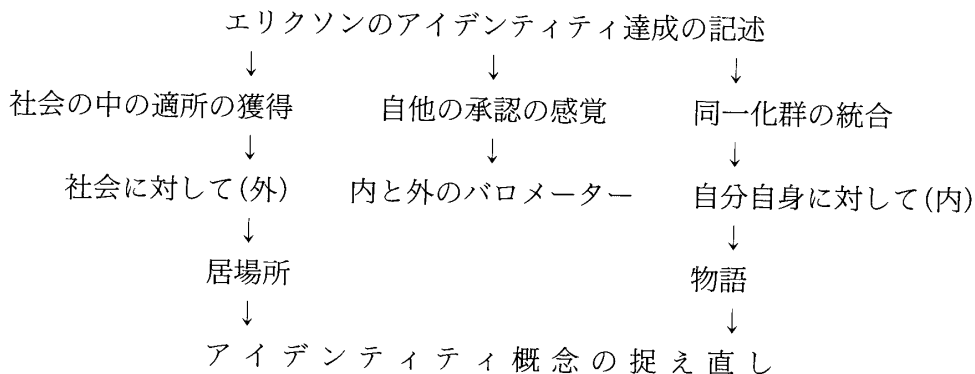 エリクソンのアイデンティティ達成の記述
↓ ↓ ↓
社会の中の適所の獲得 自他の承認の感覚 同一化群の統合
↓ ↓ ↓
社会に対して(外) 内と外のバロメーター 自分自身に対して(内)
↓ ↓
居場所 物語
↓ ↓
アイデンティティ概念の捉え直し